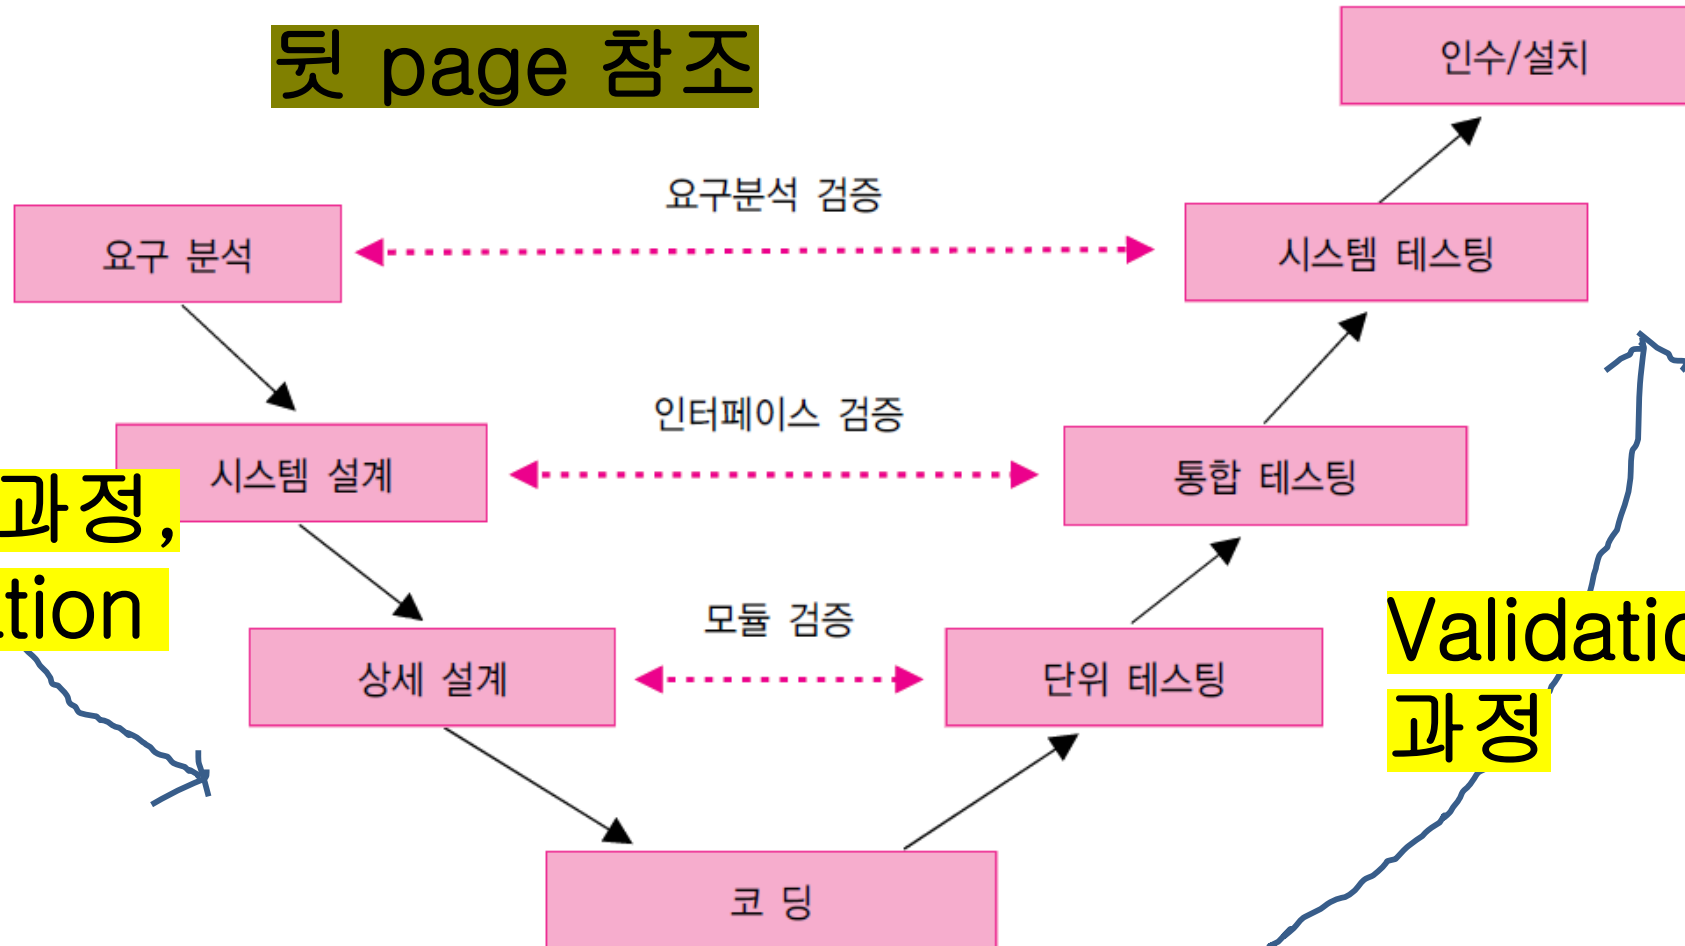 뒷 page 참조
인수/설치
요구분석 검증
요구 분석
시스템 테스팅
인터페이스 검증
시스템 설계
통합 테스팅
과정,
모듈 검증
상세 설계
단위 테스팅
과정
코 딩